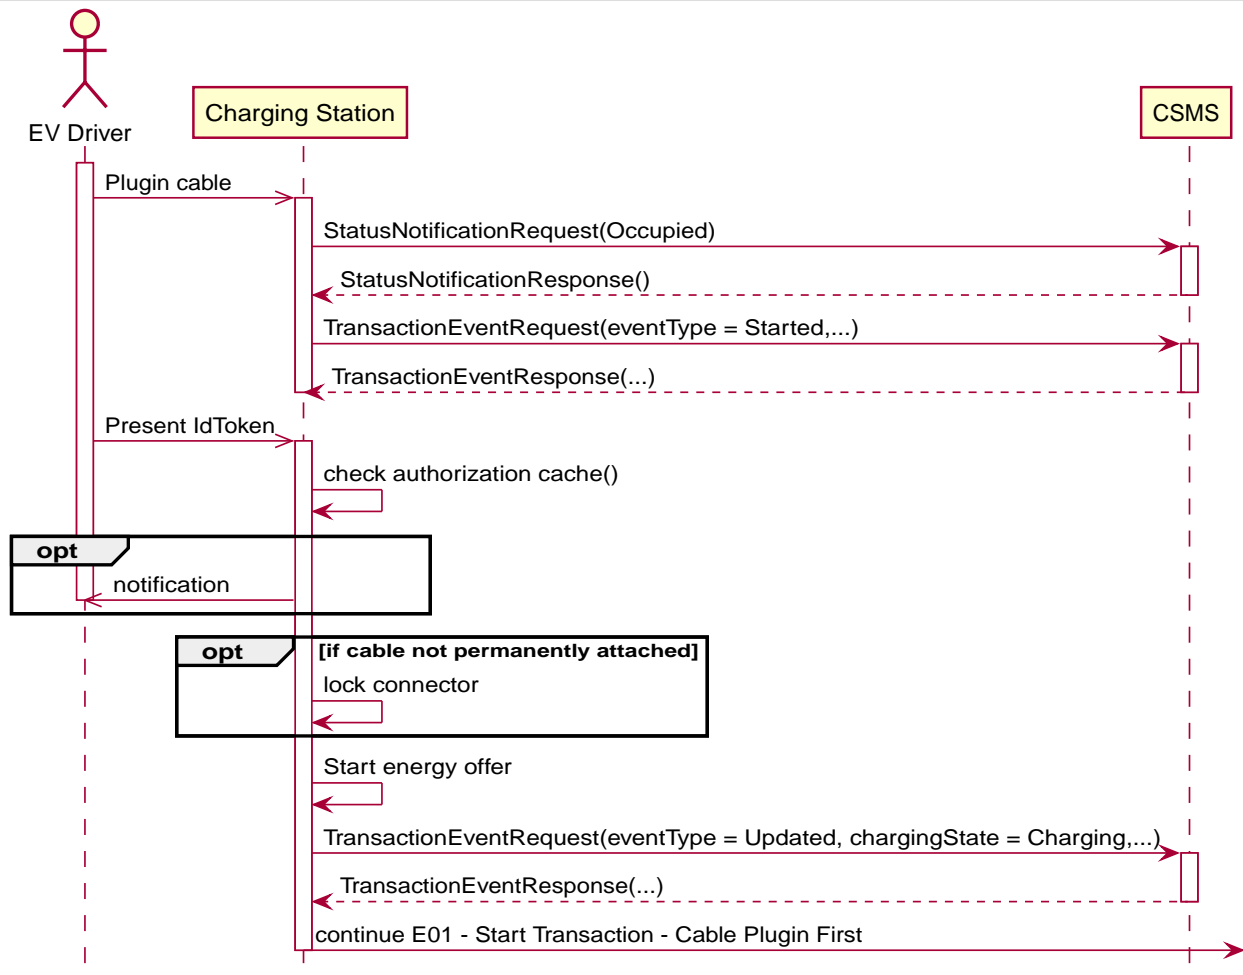 EV Driver
Charging Station
CSMS
Plugin cable
StatusNotificationRequest(Occupied)
StatusNotificationResponse()
TransactionEventRequest(eventType = Started,...)
TransactionEventResponse(...)
Present IdToken
check authorization cache()
opt
notification
opt [if cable not permanently attached]
lock connector
Start energy offer
TransactionEventRequest(eventType = Updated, chargingState = Charging,...)
TransactionEventResponse(...)
continue E01 - Start Transaction - Cable Plugin First